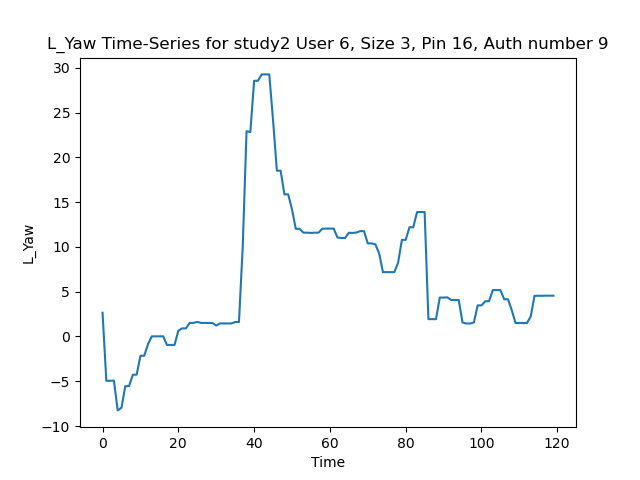 L_Yaw Time-Series for study2 User 6, Size 3, Pin 16, Auth number 9
30
25
20
15
10
5
0
−5
−10
L_Yaw
0 20 40 60 80 100 120
Time